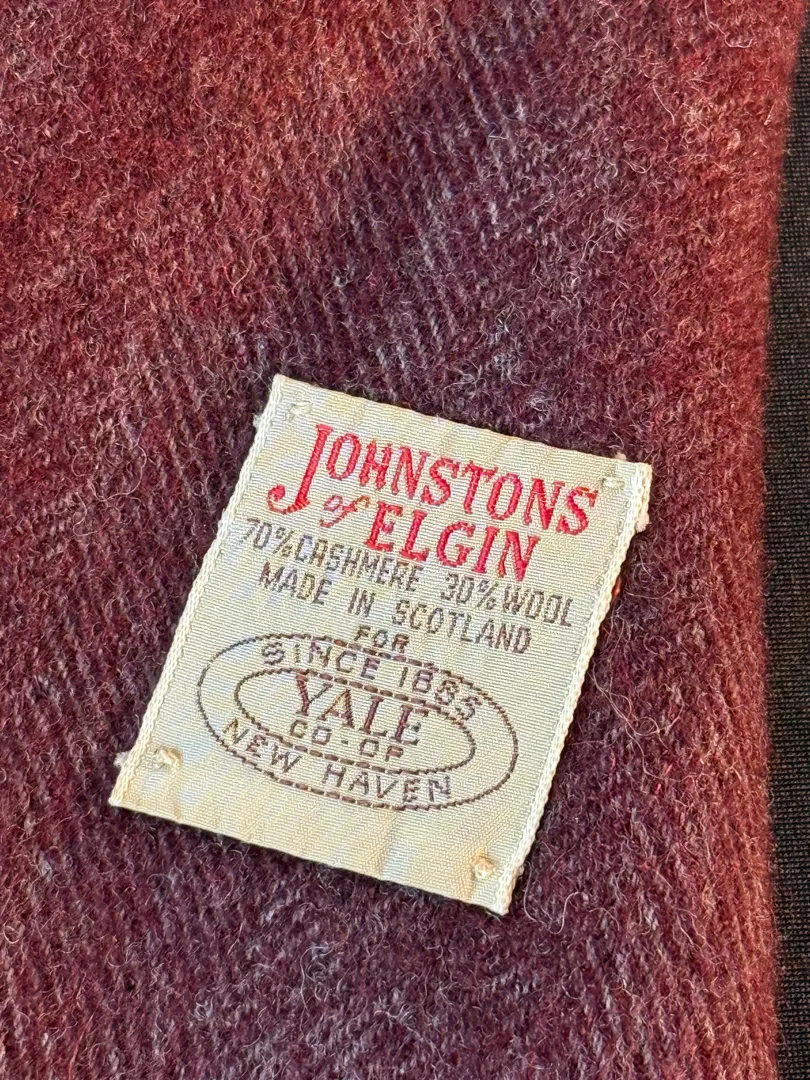 JOHNSTONS
of ELGIN
70% CASHMERE 30% WOOL
MADE IN SCOTLAND
FOR
SINCE 1885
YALE
CO-OP
NEW HAVEN